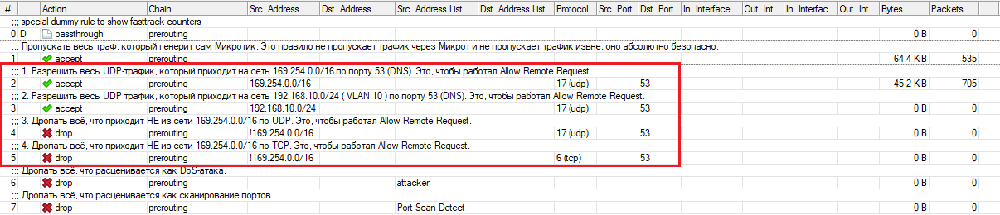 # Action Chain Src. Address Dst. Address Src. Address List Dst. Address List Protocol Src. Port Dst. Port In. Interface Out. Int... In. Interfac... Out. Int... Bytes Packets
;;; special dummy rule to show fasttrack counters
0 D passthrough prerouting 0 B 0
;;; Пропускать весь траф, который генерит сам Микротик. Это правило не пропускает трафик через Микрот и не пропускает трафик извне, оно абсолютно безопасно.
1 accept prerouting 64.4 KiB 535
;;; 1. Разрешить весь UDP-трафик, который приходит на сеть 169.254.0.0/16 по порту 53 (DNS). Это, чтобы работал Allow Remote Request.
2 accept prerouting 169.254.0.0/16 17 (udp) 53 45.2 KiB 705
;;; 2. Разрешить весь UDP трафик, который приходит на сеть 192.168.10.0/24 ( VLAN 10 ) по порту 53 (DNS). Это, чтобы работал Allow Remote Request.
3 accept prerouting 192.168.10.0/24 17 (udp) 53 0 B 0
;;; 3. Дропать всё, что приходит НЕ из сети 169.254.0.0/16 по UDP. Это, чтобы работал Allow Remote Request.
4 drop prerouting !169.254.0.0/16 17 (udp) 53 0 B 0
;;; 4. Дропать всё, что приходит НЕ из сети 169.254.0.0/16 по TCP. Это, чтобы работал Allow Remote Request.
5 drop prerouting !169.254.0.0/16 6 (tcp) 53 0 B 0
;;; Дропать всё, что расценивается как DoS-атака.
6 drop prerouting attacker 0 B 0
;;; Дропать всё, что расценивается как сканирование портов.
7 drop prerouting Port Scan Detect 0 B 0